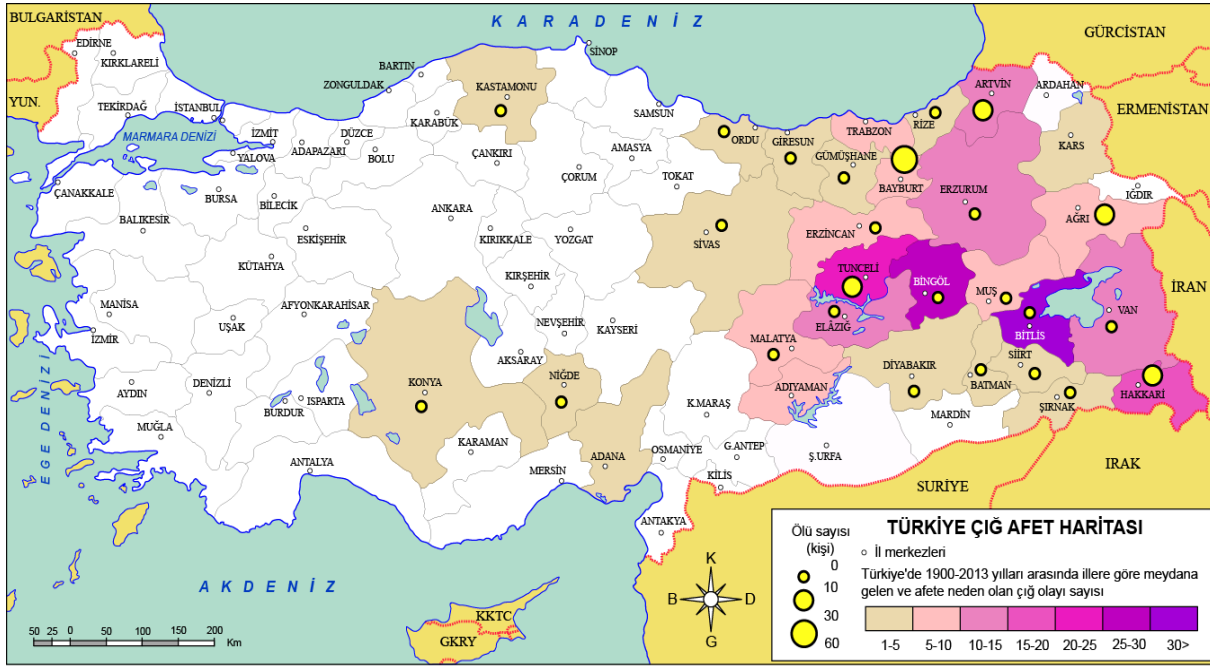 BULGARİSTAN
K A R A D E N İ Z
GÜRCİSTAN
EDİRNE
KIRKLARELİ
SİNOP
BARTIN
ZONGULDAK
KASTAMONU
ARTVİN
ARDAHAN
YUN.
TEKİRDAĞ
İSTANBUL
KARABÜK
SAMSUN
ERMENİSTAN
MARMARA DENİZİ
İZMİT
DÜZCE
ADAPAZARI
BOLU
YALOVA
ÇANKIRI
AMASYA
ÇORUM
TOKAT
ORDU
GİRESUN
TRABZON
RİZE
GÜMÜŞHANE
BAYBURT
KARS
ÇANAKKALE
BURSA
BİLECİK
BALIKESİR
ESKİŞEHİR
ANKARA
KIRIKKALE
YOZGAT
SİVAS
ERZİNCAN
ERZURUM
IĞDIR
AĞRI
KÜTAHYA
KIRŞEHİR
TUNCELİ
BİNGÖL
MUŞ
İRAN
MANİSA
UŞAK
AFYONKARAHİSAR
NEVŞEHİR
KAYSERİ
ELÂZIĞ
BİTLİS
VAN
İZMİR
AKSARAY
MALATYA
EGE DENİZİ
AYDIN
DENİZLİ
BURDUR
ISPARTA
KONYA
NİĞDE
ADIYAMAN
DİYABAKIR
SİİRT
BATMAN
HAKKARİ
ŞIRNAK
MUĞLA
K.MARAŞ
MARDİN
ANTALYA
KARAMAN
MERSİN
ADANA
OSMANİYE
G.ANTEP
KİLİS
Ş.URFA
SURİYE
IRAK
ANTAKYA
A K D E N İ Z
KKTC
GKRY
K
B
D
G
50 25 0 50 100 150 200
Km
TÜRKİYE ÇIĞ AFET HARİTASI
Ölü sayısı
(kişi)
0
10
30
60
İl merkezleri
Türkiye'de 1900-2013 yılları arasında illere göre meydana
gelen ve afete neden olan çığ olayı sayısı
1-5 5-10 10-15 15-20 20-25 25-30 30>